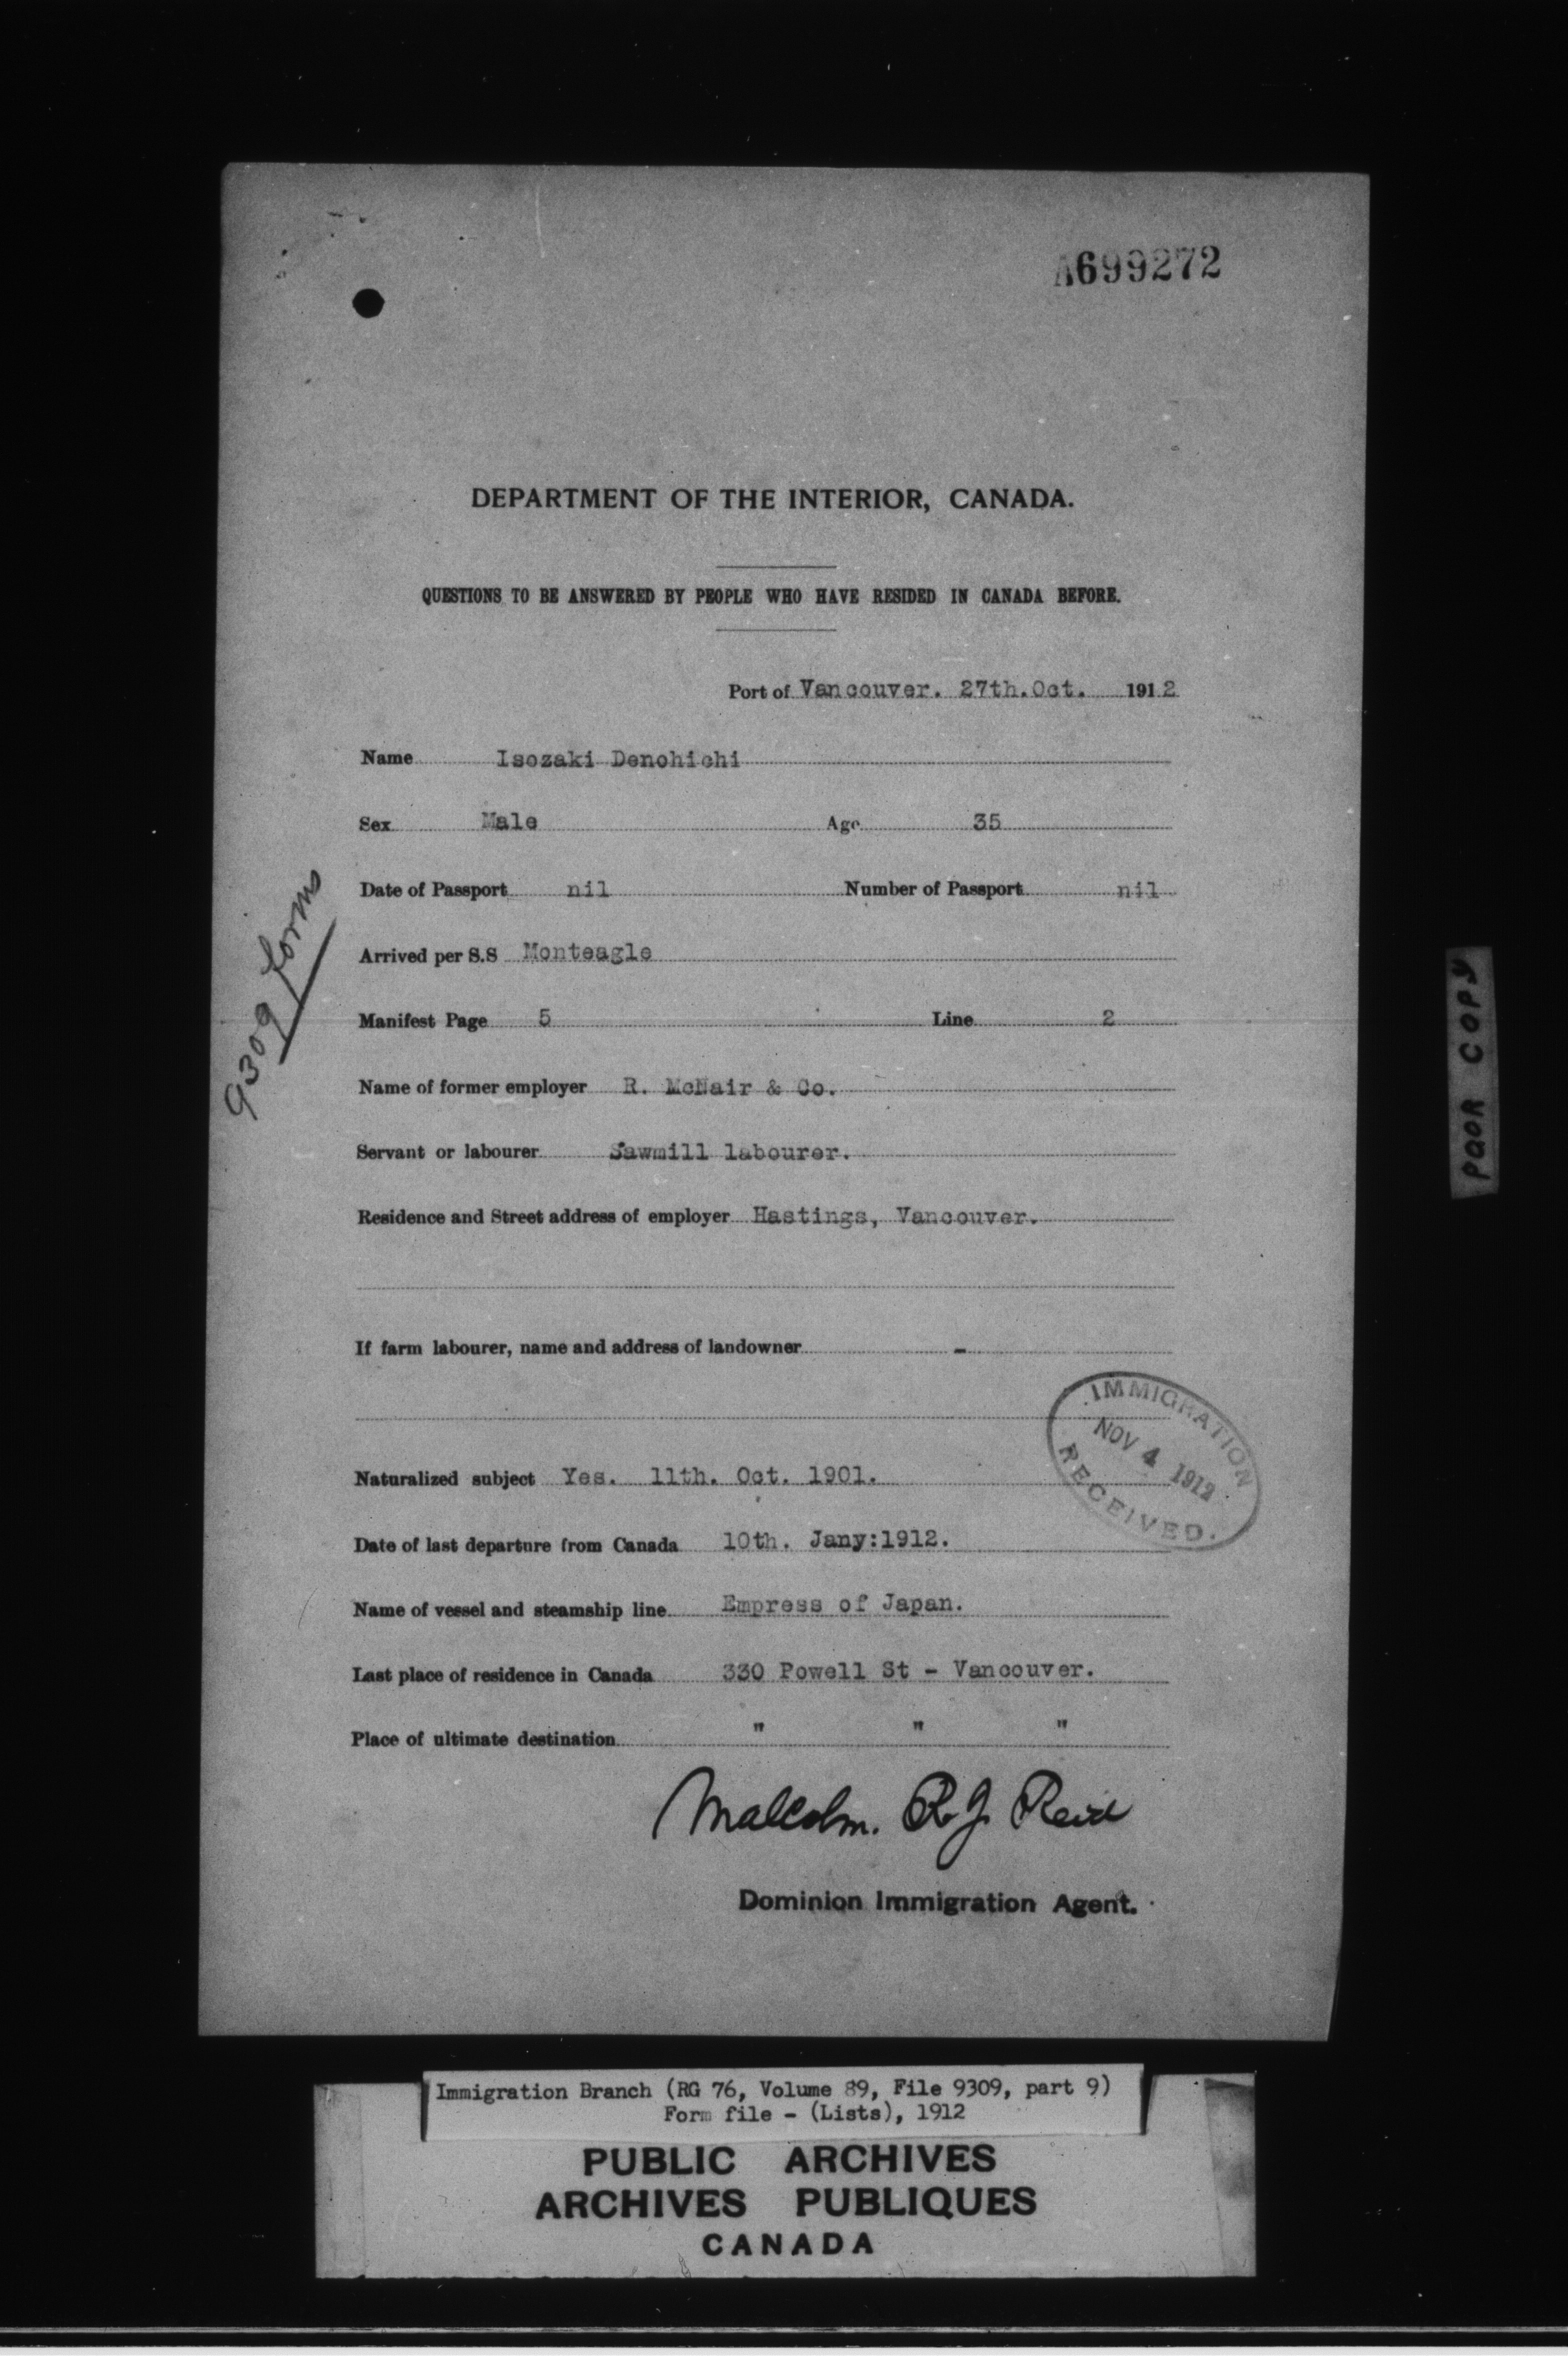 A699272
DEPARTMENT OF THE INTERIOR, CANADA.
QUESTIONS TO BE ANSWERED BY PEOPLE WHO HAVE RESIDED IN CANADA BEFORE.
Port of Vancouver. 27th.Oct. 1912
Name Isozaki Denchichi
Sex Male Age 35
Date of Passport nil Number of Passport nil
Arrived per S.S Monteagle
Manifest Page 5 Line 2
Name of former employer R. McNair & Co.
Servant or labourer Sawmill labourer.
Residence and Street address of employer Hastings, Vancouver.
If farm labourer, name and address of landowner -
Naturalized subject Yes. 11th. Oct. 1901.
Date of last departure from Canada 10th. Jany:1912.
Name of vessel and steamship line Empress of Japan.
Last place of residence in Canada 330 Powell St - Vancouver.
Place of ultimate destination " " "
Malcolm. R.J. Reid
Dominion Immigration Agent.
9309 forms
IMMIGRATION
NOV 4 1912
RECEIVED.
POOR COPY
Immigration Branch (RG 76, Volume 89, File 9309, part 9)
Form file - (Lists), 1912
PUBLIC ARCHIVES
ARCHIVES PUBLIQUES
CANADA